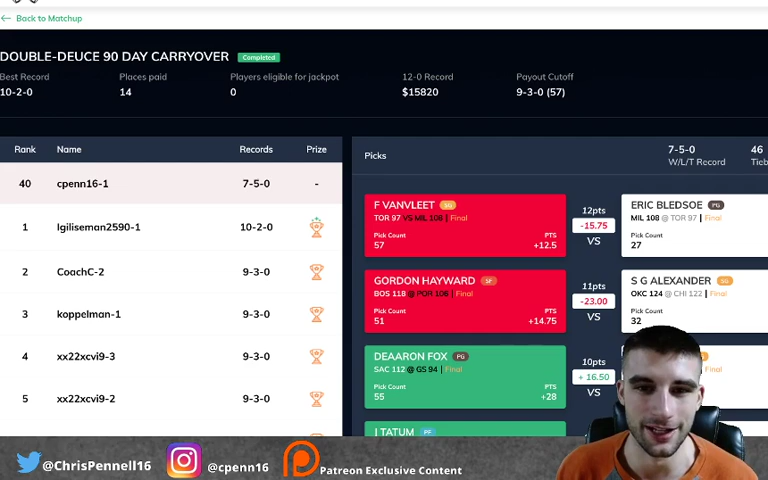 Back to Matchup
DOUBLE-DEUCE 90 DAY CARRYOVER Completed
Best Record Places paid Players eligible for jackpot 12-0 Record Payout Cutoff
10-2-0 14 0 $15820 9-3-0 (57)
Rank Name Records Prize
40 cpenn16-1 7-5-0 -
1 lgiliseman2590-1 10-2-0
2 CoachC-2 9-3-0
3 koppelman-1 9-3-0
4 xx22xcvi9-3 9-3-0
5 xx22xcvi9-2 9-3-0
Picks 7-5-0 46
W/L/T Record Tieb
F VANVLEET SG
TOR 97 VS MIL 108 | Final
Pick Count PTS
57 +12.5
12pts
-15.75
VS
ERIC BLEDSOE PG
MIL 108 @ TOR 97 | Final
Pick Count
27
GORDON HAYWARD SF
BOS 118 @ POR 106 | Final
Pick Count PTS
51 +14.75
11pts
-23.00
VS
S G ALEXANDER SG
OKC 124 @ CHI 122 | Final
Pick Count
32
DEAARON FOX PG
SAC 112 @ GS 94 | Final
Pick Count PTS
55 +28
10pts
+ 16.50
VS
J TATUM PF
@ChrisPennell16 @cpenn16 Patreon Exclusive Content